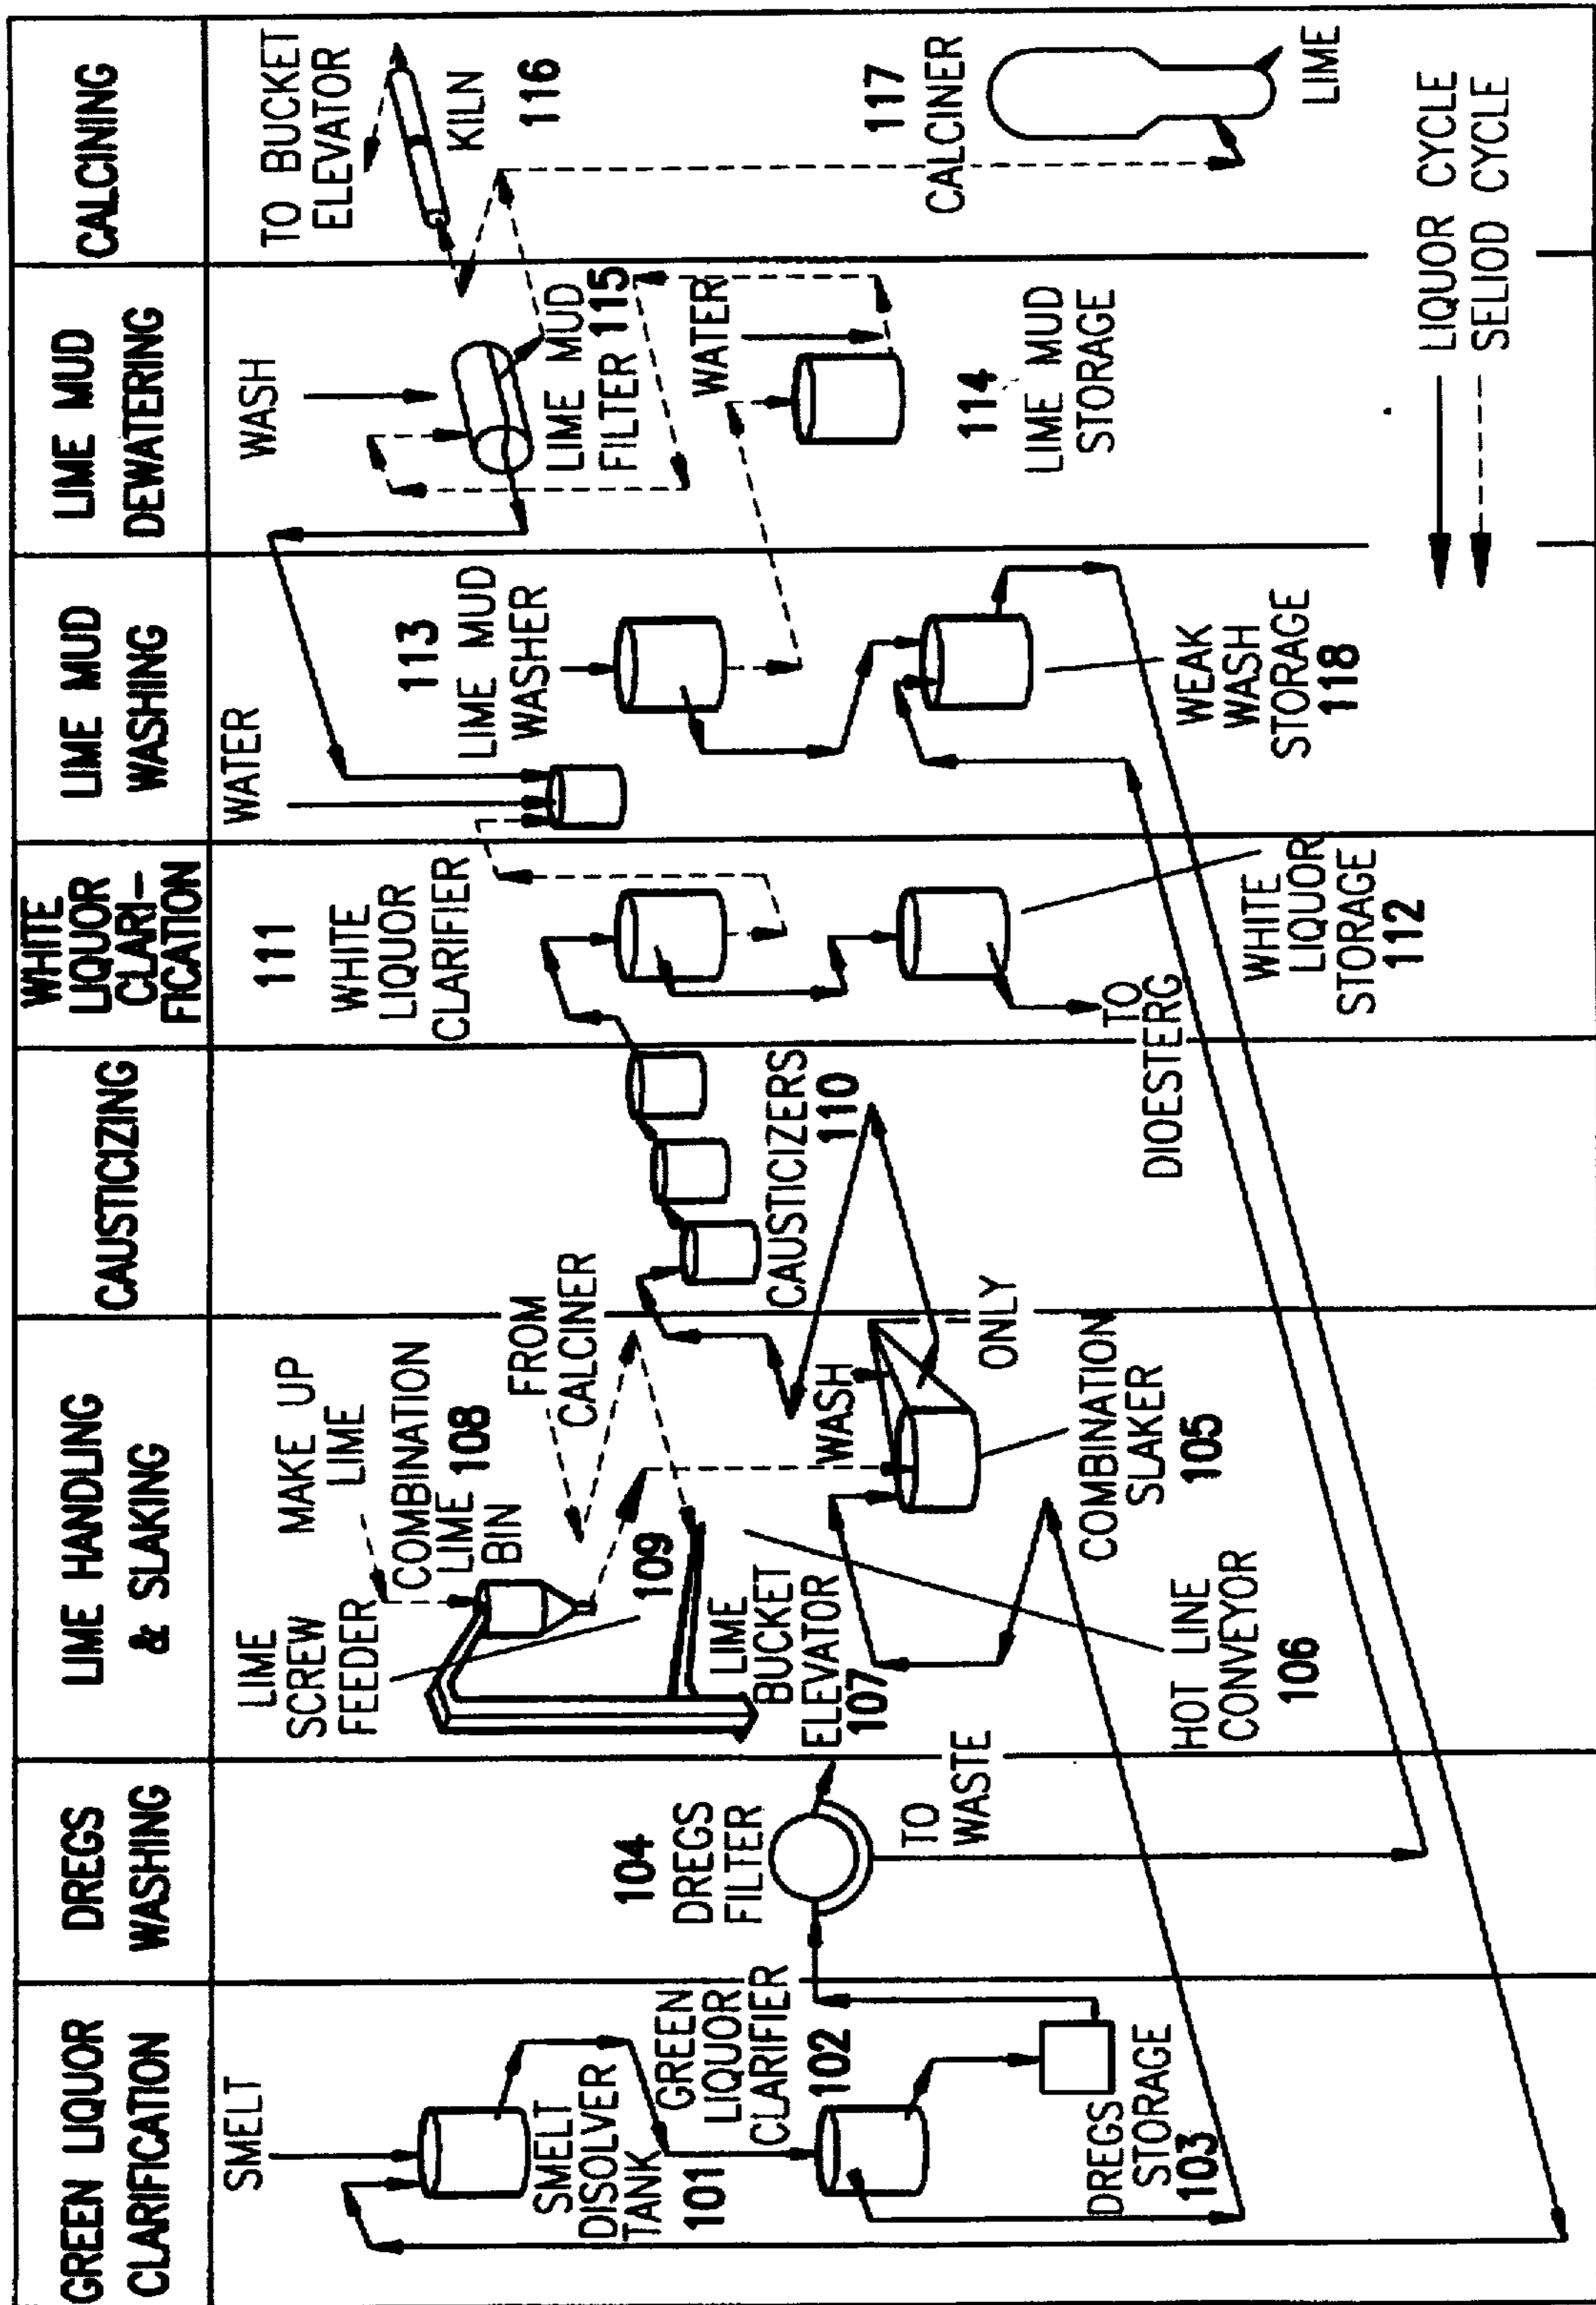 GREEN LIQUOR
CLARIFICATION
DREGS
WASHING
LIME HANDLING
& SLAKING
CAUSTICIZING
WHITE
LIQUOR
CLARI-
FICATION
LIME MUD
WASHING
LIME MUD
DEWATERING
CALCINING
SMELT
SMELT
DISOLVER
TANK
101
GREEN
LIQUOR
CLARIFIER
102
DREGS
STORAGE
103
104
DREGS
FILTER
TO
WASTE
LIME
SCREW
FEEDER
MAKE UP
LIME
COMBINATION
LIME 108
BIN
FROM
CALCINER
109
LIME
BUCKET
ELEVATOR
107
WASH
ONLY
COMBINATION
SLAKER
105
HOT LINE
CONVEYOR
106
CAUSTICIZERS
110
111
WHITE
LIQUOR
CLARIFIER
TO
DIOESTERG
WHITE
LIQUOR
STORAGE
112
WATER
113
LIME MUD
WASHER
WEAK
WASH
STORAGE
118
WASH
LIME MUD
FILTER 115
WATER
114
LIME MUD
STORAGE
TO BUCKET
ELEVATOR
KILN
116
117
CALCINER
LIME
LIQUOR CYCLE
SELIOD CYCLE